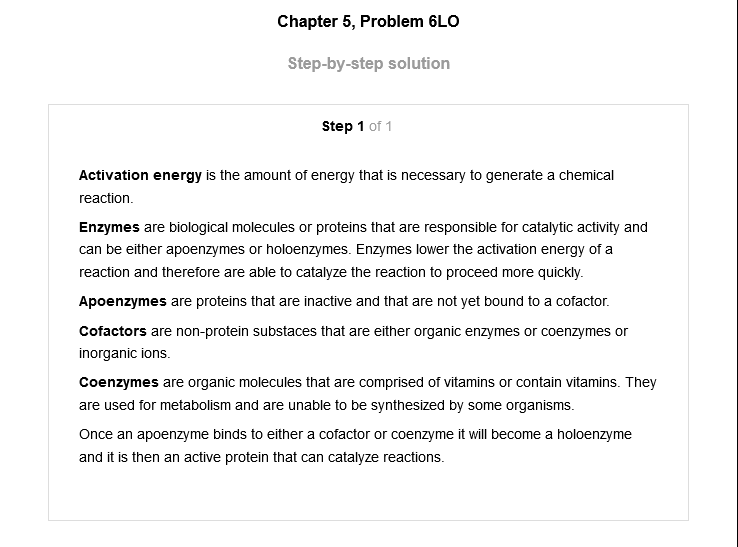 Chapter 5, Problem 6LO
Step-by-step solution
Step 1 of 1
Activation energy is the amount of energy that is necessary to generate a chemical
reaction.
Enzymes are biological molecules or proteins that are responsible for catalytic activity and
can be either apoenzymes or holoenzymes. Enzymes lower the activation energy of a
reaction and therefore are able to catalyze the reaction to proceed more quickly.
Apoenzymes are proteins that are inactive and that are not yet bound to a cofactor.
Cofactors are non-protein substaces that are either organic enzymes or coenzymes or
inorganic ions.
Coenzymes are organic molecules that are comprised of vitamins or contain vitamins. They
are used for metabolism and are unable to be synthesized by some organisms.
Once an apoenzyme binds to either a cofactor or coenzyme it will become a holoenzyme
and it is then an active protein that can catalyze reactions.